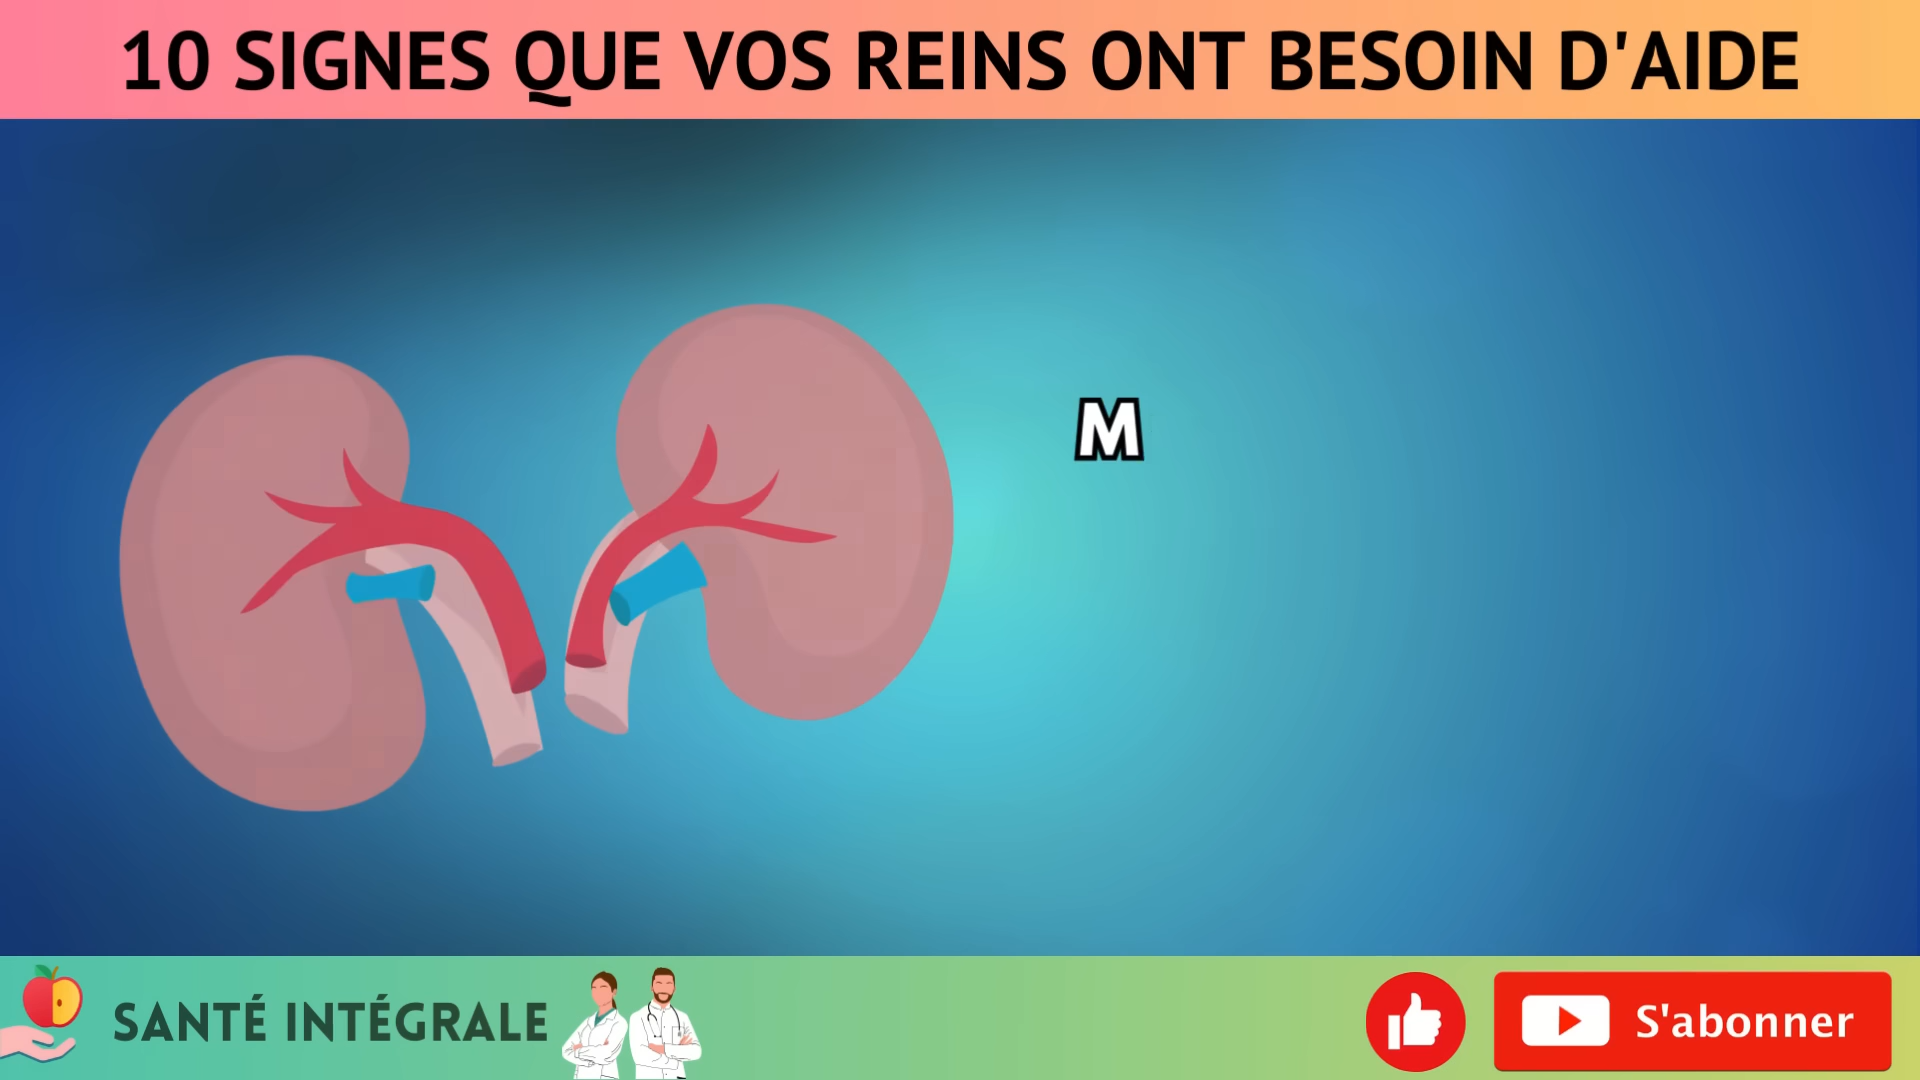 10 SIGNES QUE VOS REINS ONT BESOIN D'AIDE
M
SANTÉ INTÉGRALE
S'abonner